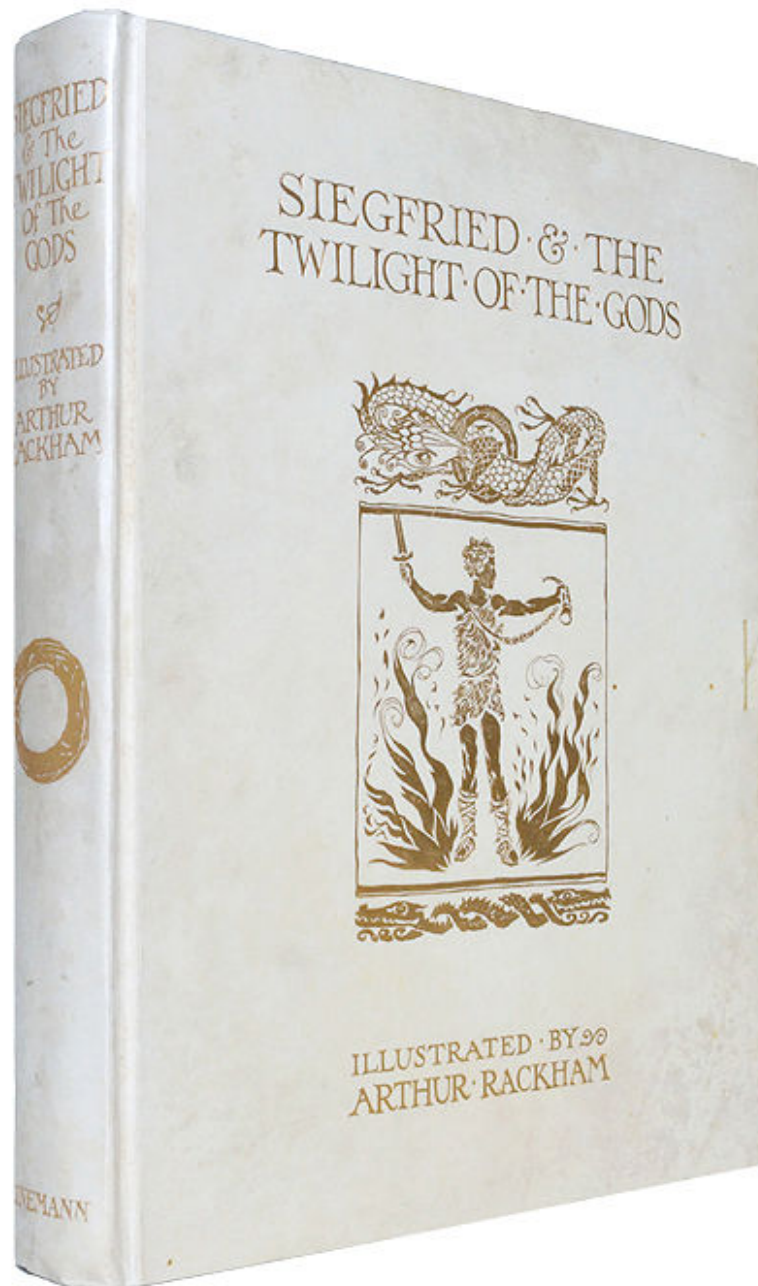 SIEGFRIED
& The
TWILIGHT
of The
GODS
ILLUSTRATED
BY
ARTHUR
RACKHAM
SIEGFRIED · & · THE
TWILIGHT · OF · THE · GODS
ILLUSTRATED · BY
ARTHUR · RACKHAM